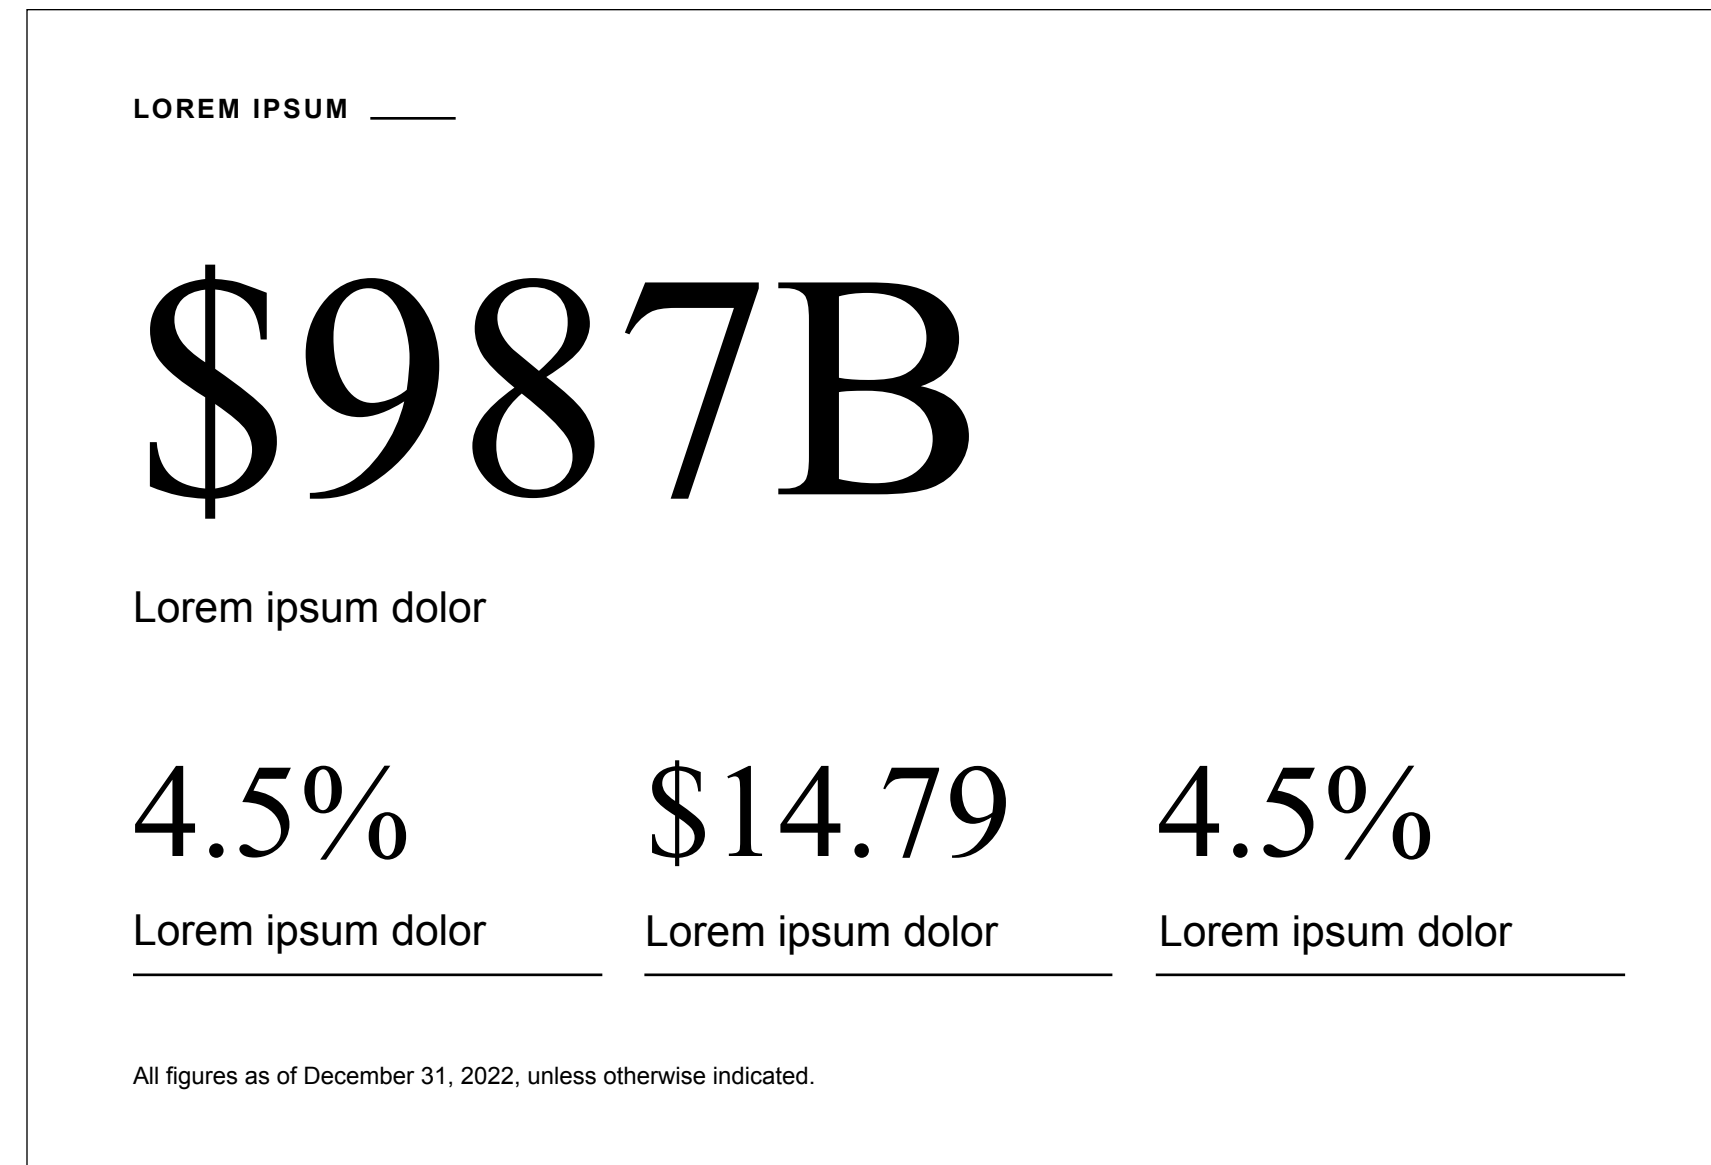 LOREM IPSUM
$987B
Lorem ipsum dolor
4.5% $14.79 4.5%
Lorem ipsum dolor Lorem ipsum dolor Lorem ipsum dolor
All figures as of December 31, 2022, unless otherwise indicated.